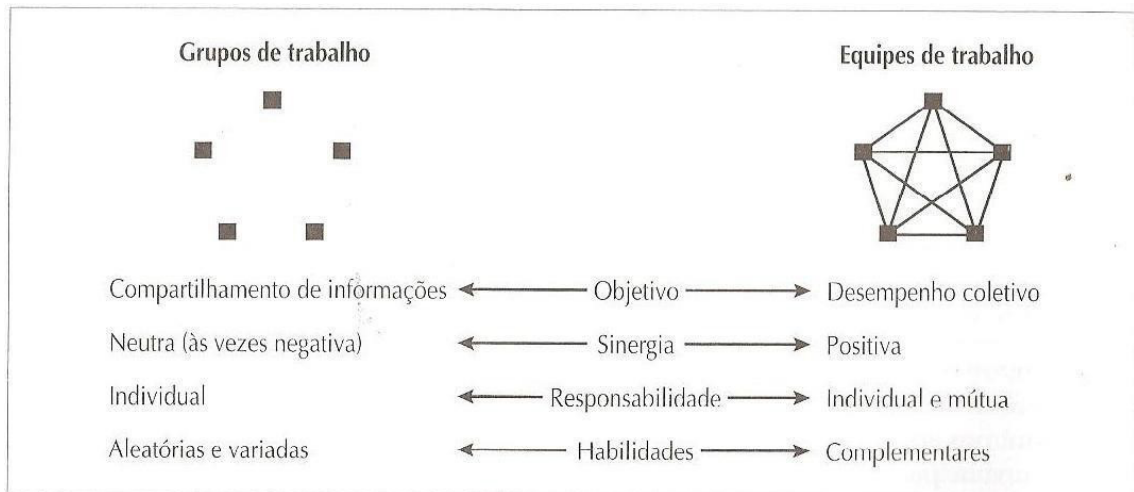 Grupos de trabalho Equipes de trabalho
Compartilhamento de informações Objetivo Desempenho coletivo
Neutra (às vezes negativa) Sinergia Positiva
Individual Responsabilidade Individual e mútua
Aleatórias e variadas Habilidades Complementares